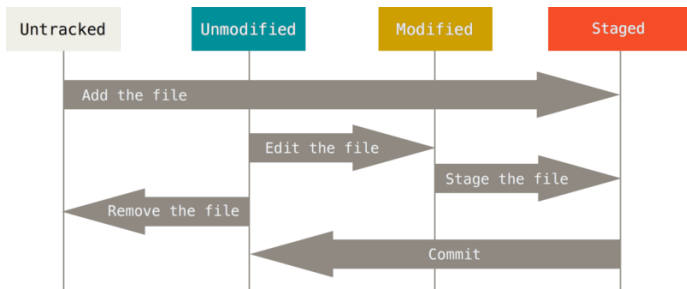 Untracked
Unmodified
Modified
Staged
Add the file
Edit the file
Stage the file
Remove the file
Commit